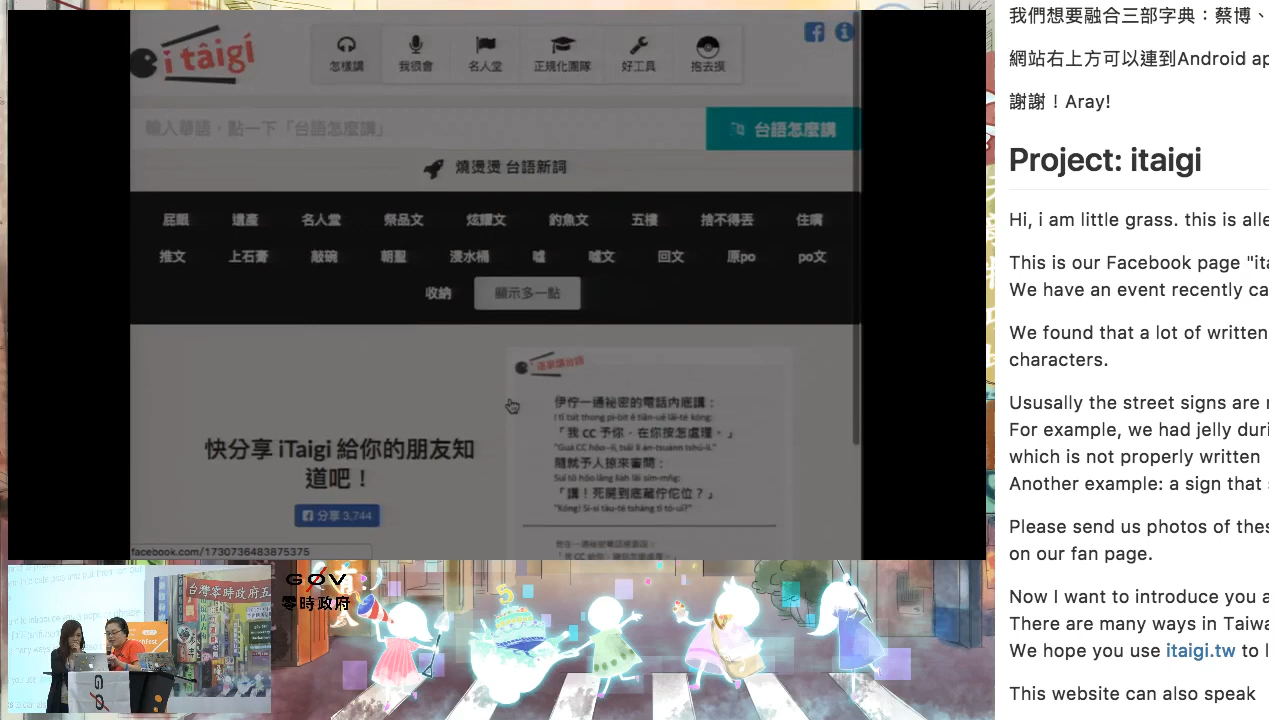 i tâigí
怎樣講
我很會
名人堂
正規化團隊
好工具
抱去摸
輸入華語，點一下「台語怎麼講」
台語怎麼講
燒燙燙 台語新詞
屁眼 遺產 名人堂 祭品文 炫耀文 釣魚文 五樓 捨不得丟 住嘴
推文 上石膏 敲碗 朝聖 浸水桶 噓 噓文 回文 原po po文
收納 顯示多一點
快分享 iTaigi 給你的朋友知
道吧！
分享 3,744
逐家講台語
伊佇一通祕密的電話內底講：
「我 CC 予你，在你按怎處理。」
隨就予人掠來審問：
「講！死屍到底藏佇佗位？」
facebook.com/1730736483875375
我們想要融合三部字典：蔡博、
網站右上方可以連到Android ap
謝謝！Aray!
Project: itaigi
Hi, i am little grass. this is alle
This is our Facebook page "ita
We have an event recently ca
We found that a lot of written
characters.
Ususally the street signs are
For example, we had jelly duri
which is not properly written
Another example: a sign that
Please send us photos of thes
on our fan page.
Now I want to introduce you a
There are many ways in Taiwa
We hope you use itaigi.tw to l
This website can also speak
台灣零時政府五
G0V
零時政府
5